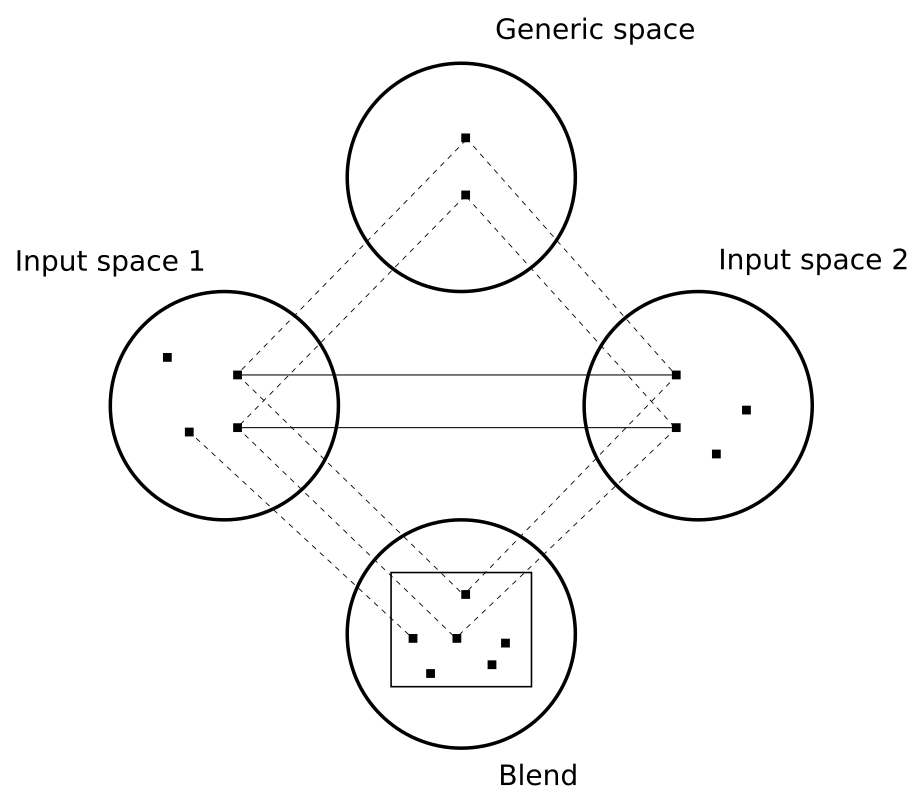 Generic space
Input space 1
Input space 2
Blend